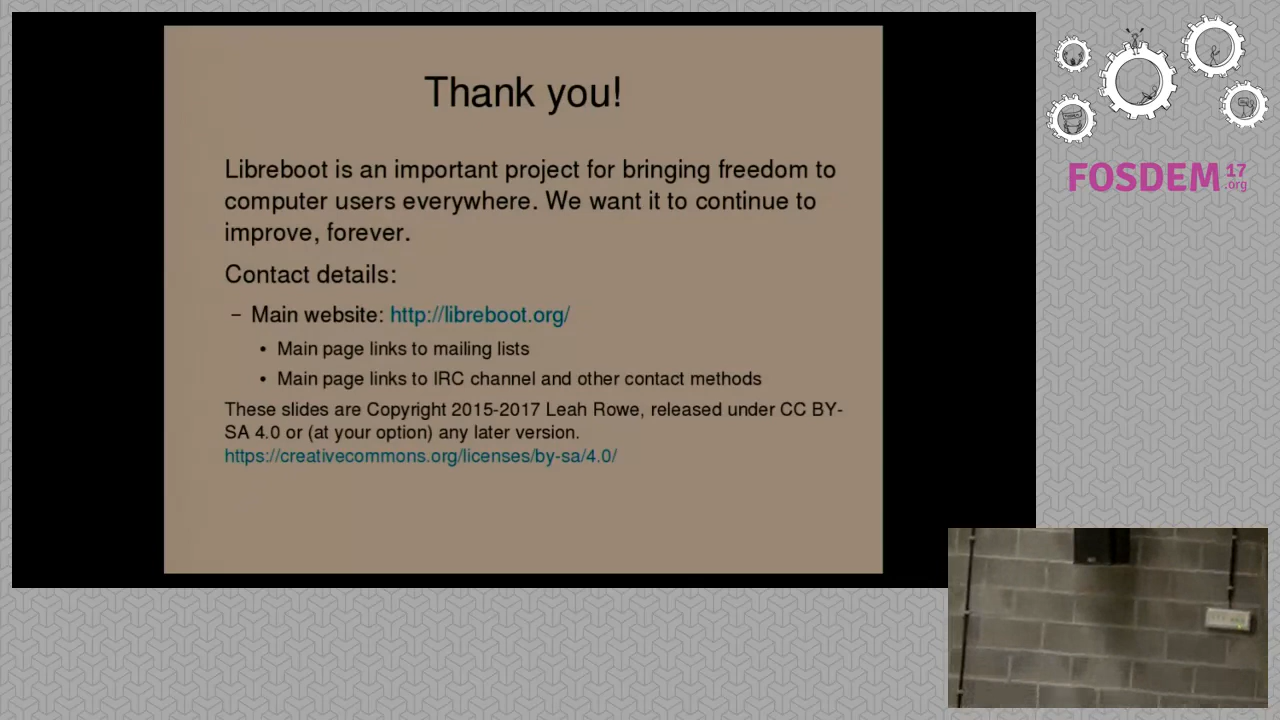 Thank you!
Libreboot is an important project for bringing freedom to
computer users everywhere. We want it to continue to
improve, forever.
Contact details:
– Main website: http://libreboot.org/
• Main page links to mailing lists
• Main page links to IRC channel and other contact methods
These slides are Copyright 2015-2017 Leah Rowe, released under CC BY-
SA 4.0 or (at your option) any later version.
https://creativecommons.org/licenses/by-sa/4.0/
FOSDEM 17
.org